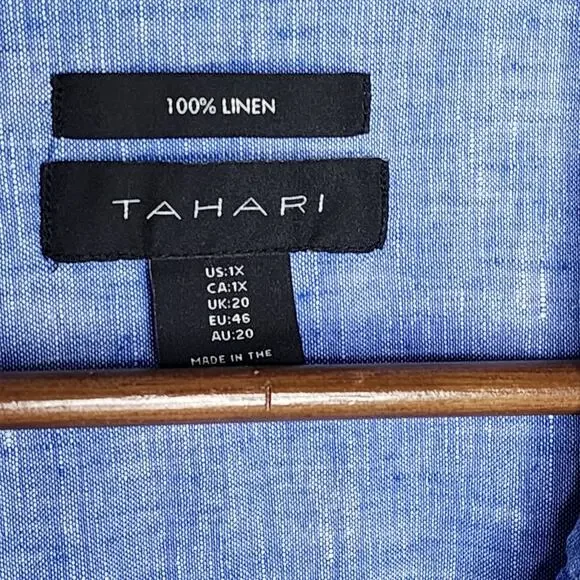 100% LINEN
TAHARI
US:1X
CA:1X
UK:20
EU:46
AU:20
MADE IN THE